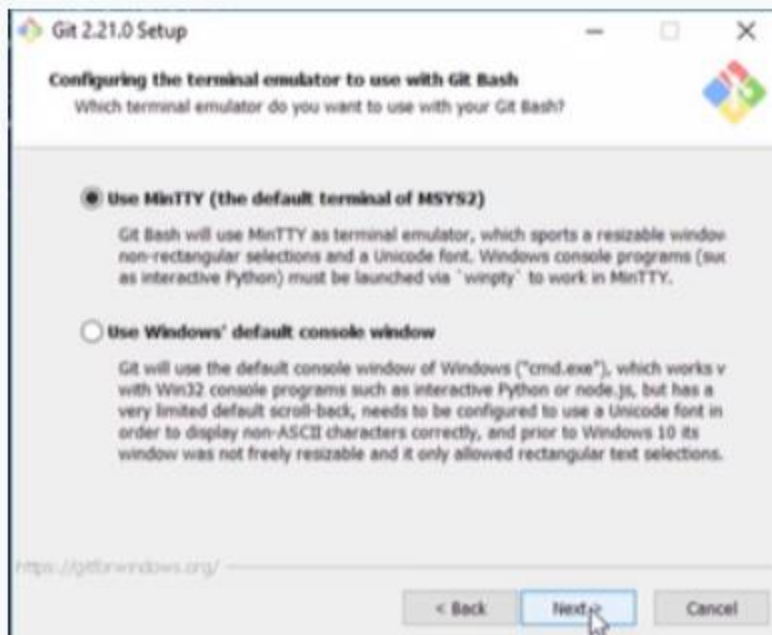 Git 2.21.0 Setup
Configuring the terminal emulator to use with Git Bash
Which terminal emulator do you want to use with your Git Bash?
Use MinTTY (the default terminal of MSYS2)
Git Bash will use MinTTY as terminal emulator, which sports a resizable window
non-rectangular selections and a Unicode font. Windows console programs (suc
as interactive Python) must be launched via `winpty` to work in MinTTY.
Use Windows' default console window
Git will use the default console window of Windows ("cmd.exe"), which works v
with Win32 console programs such as interactive Python or node.js, but has a
very limited default scroll-back, needs to be configured to use a Unicode font in
order to display non-ASCII characters correctly, and prior to Windows 10 its
window was not freely resizable and it only allowed rectangular text selections.
https://gitforwindows.org/
< Back Next > Cancel